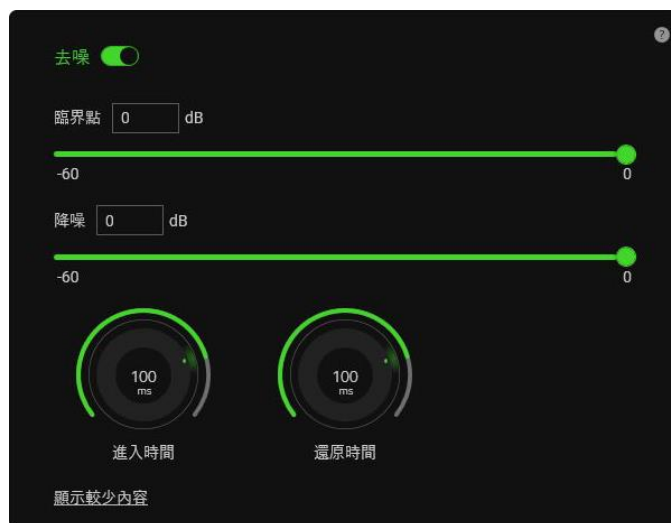 ?
去噪
臨界點 0 dB
-60 0
降噪 0 dB
-60 0
100 100
ms ms
進入時間 還原時間
顯示較少內容